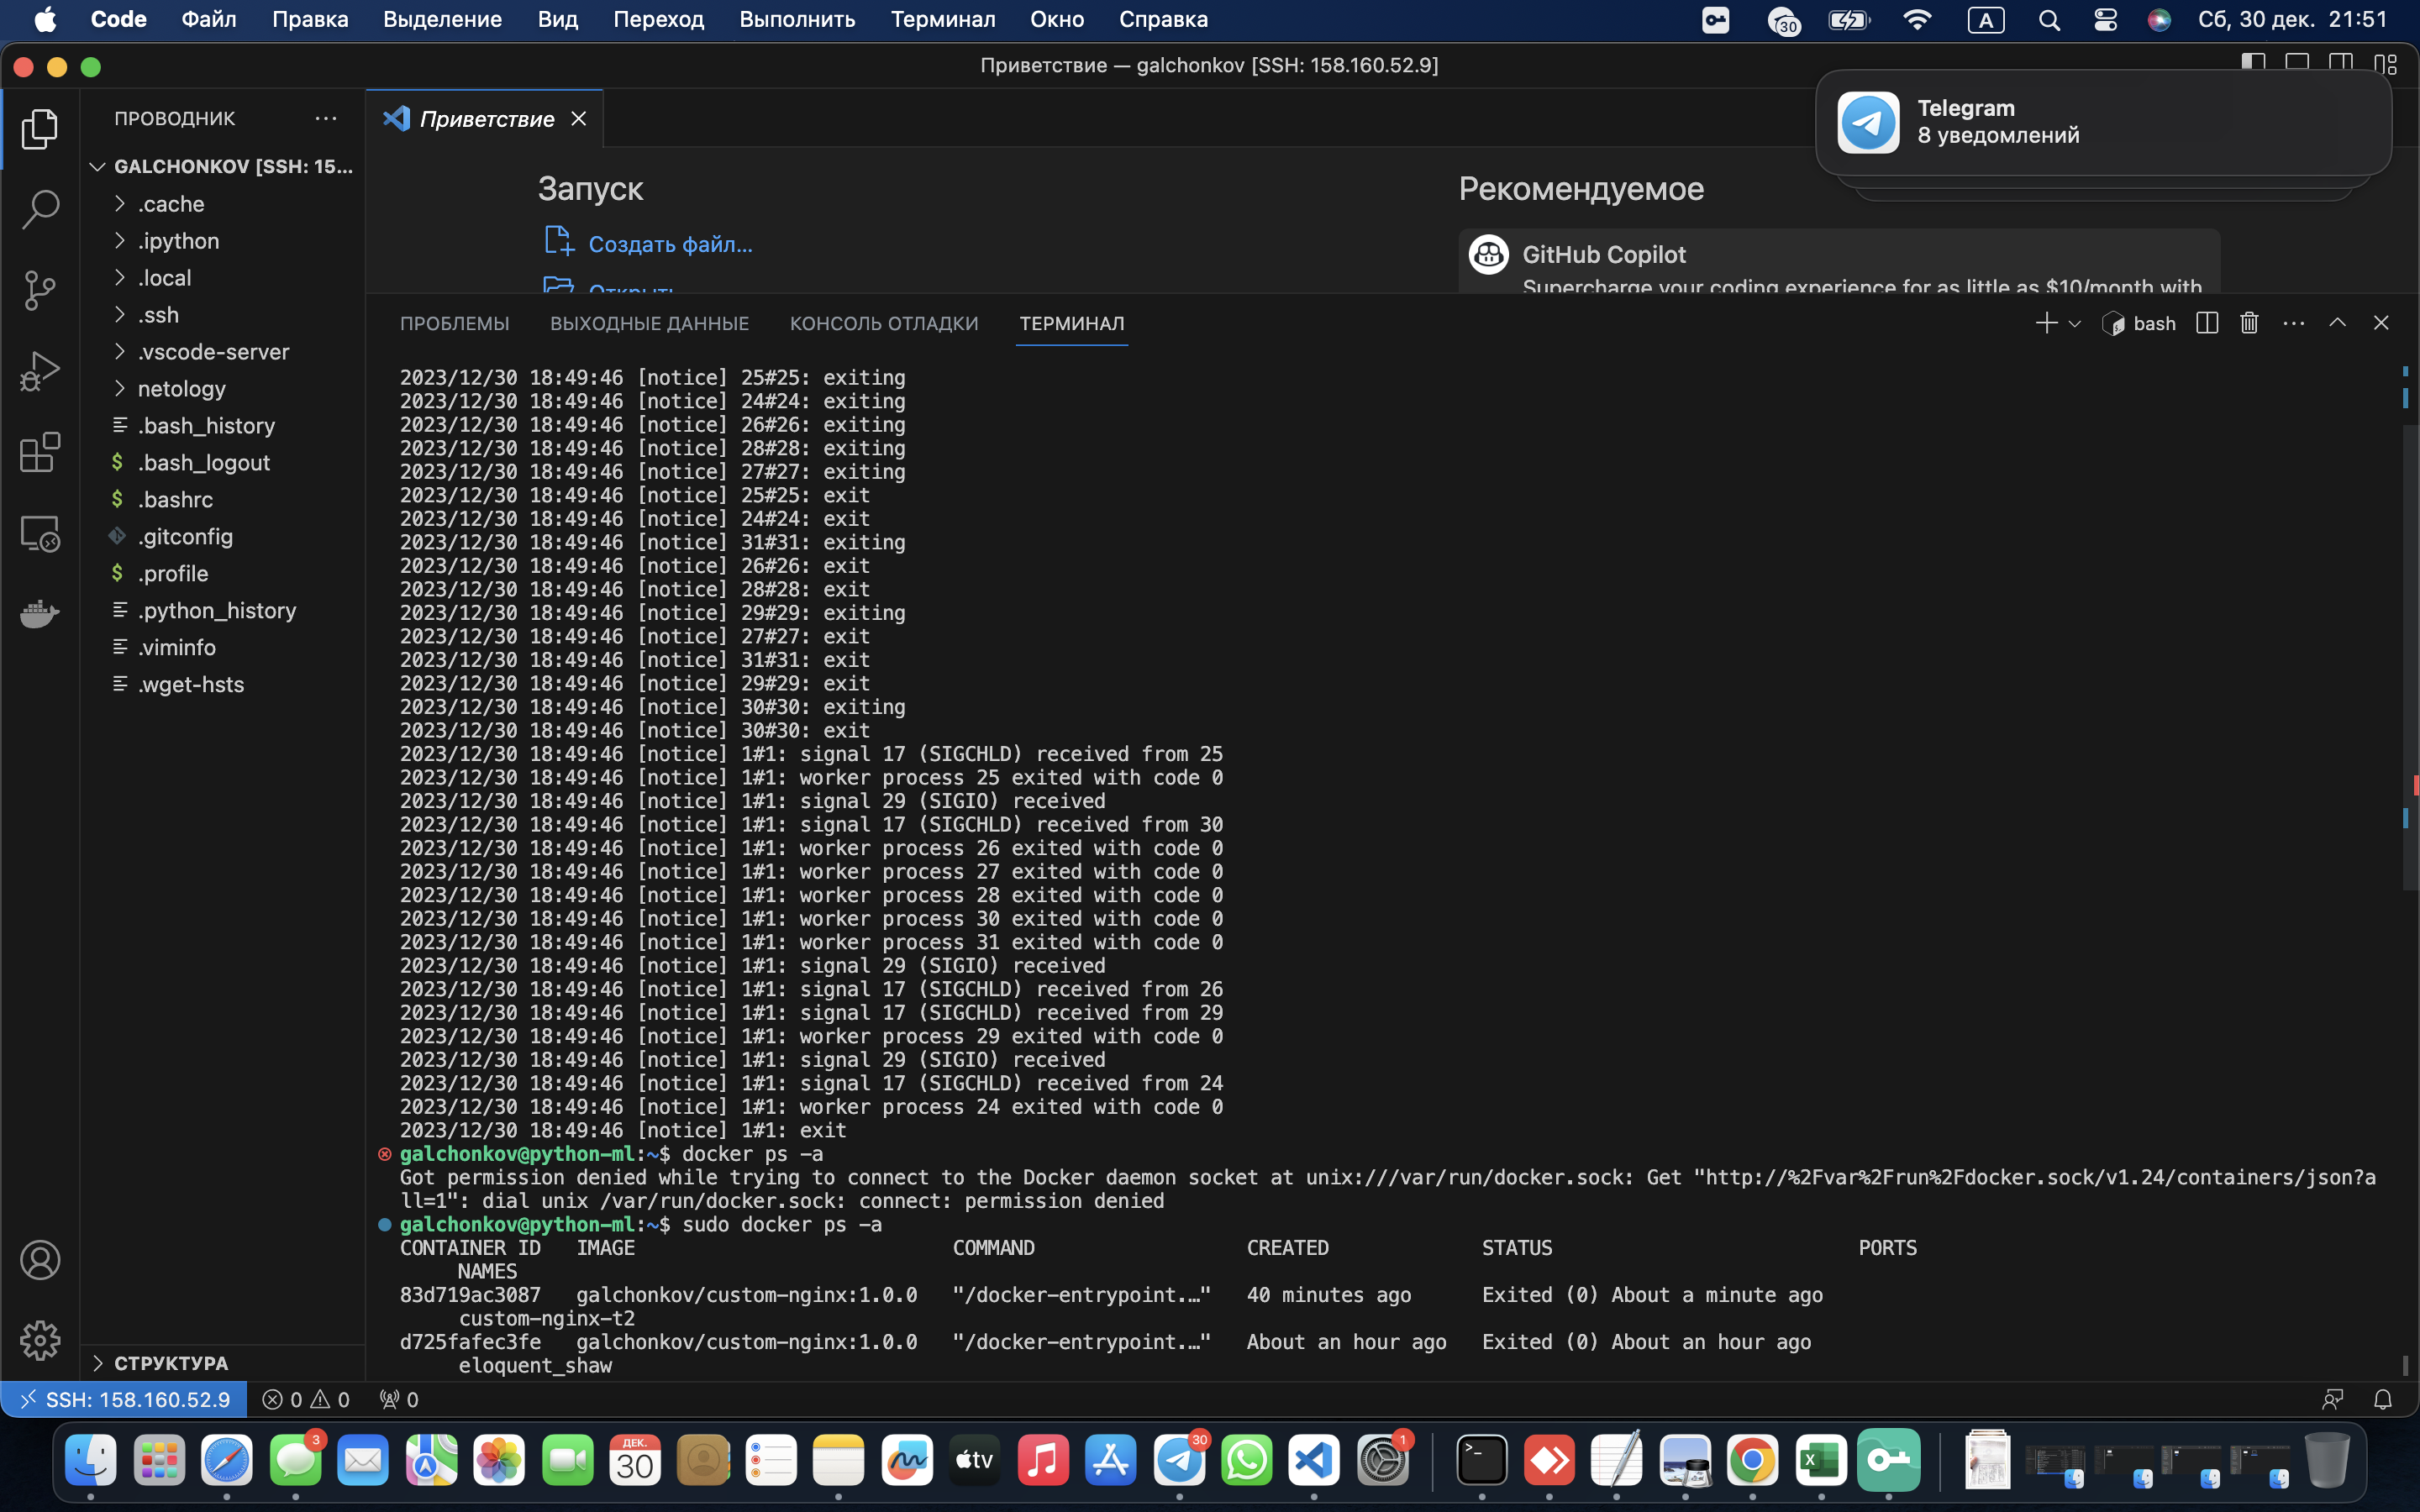 Code Файл Правка Выделение Вид Переход Выполнить Терминал Окно Справка 30 A Сб, 30 дек. 21:51
Приветствие — galchonkov [SSH: 158.160.52.9]
Telegram
8 уведомлений
ПРОВОДНИК
Приветствие
GALCHONKOV [SSH: 15...
.cache
.ipython
.local
.ssh
.vscode-server
netology
.bash_history
.bash_logout
.bashrc
.gitconfig
.profile
.python_history
.viminfo
.wget-hsts
СТРУКТУРА
Запуск
Создать файл...
Открыть
Рекомендуемое
GitHub Copilot
Supercharge your coding experience for as little as $10/month with
ПРОБЛЕМЫ ВЫХОДНЫЕ ДАННЫЕ КОНСОЛЬ ОТЛАДКИ ТЕРМИНАЛ bash
2023/12/30 18:49:46 [notice] 25#25: exiting
2023/12/30 18:49:46 [notice] 24#24: exiting
2023/12/30 18:49:46 [notice] 26#26: exiting
2023/12/30 18:49:46 [notice] 28#28: exiting
2023/12/30 18:49:46 [notice] 27#27: exiting
2023/12/30 18:49:46 [notice] 25#25: exit
2023/12/30 18:49:46 [notice] 24#24: exit
2023/12/30 18:49:46 [notice] 31#31: exiting
2023/12/30 18:49:46 [notice] 26#26: exit
2023/12/30 18:49:46 [notice] 28#28: exit
2023/12/30 18:49:46 [notice] 29#29: exiting
2023/12/30 18:49:46 [notice] 27#27: exit
2023/12/30 18:49:46 [notice] 31#31: exit
2023/12/30 18:49:46 [notice] 29#29: exit
2023/12/30 18:49:46 [notice] 30#30: exiting
2023/12/30 18:49:46 [notice] 30#30: exit
2023/12/30 18:49:46 [notice] 1#1: signal 17 (SIGCHLD) received from 25
2023/12/30 18:49:46 [notice] 1#1: worker process 25 exited with code 0
2023/12/30 18:49:46 [notice] 1#1: signal 29 (SIGIO) received
2023/12/30 18:49:46 [notice] 1#1: signal 17 (SIGCHLD) received from 30
2023/12/30 18:49:46 [notice] 1#1: worker process 26 exited with code 0
2023/12/30 18:49:46 [notice] 1#1: worker process 27 exited with code 0
2023/12/30 18:49:46 [notice] 1#1: worker process 28 exited with code 0
2023/12/30 18:49:46 [notice] 1#1: worker process 30 exited with code 0
2023/12/30 18:49:46 [notice] 1#1: worker process 31 exited with code 0
2023/12/30 18:49:46 [notice] 1#1: signal 29 (SIGIO) received
2023/12/30 18:49:46 [notice] 1#1: signal 17 (SIGCHLD) received from 26
2023/12/30 18:49:46 [notice] 1#1: signal 17 (SIGCHLD) received from 29
2023/12/30 18:49:46 [notice] 1#1: worker process 29 exited with code 0
2023/12/30 18:49:46 [notice] 1#1: signal 29 (SIGIO) received
2023/12/30 18:49:46 [notice] 1#1: signal 17 (SIGCHLD) received from 24
2023/12/30 18:49:46 [notice] 1#1: worker process 24 exited with code 0
2023/12/30 18:49:46 [notice] 1#1: exit
galchonkov@python-ml:~$ docker ps -a
Got permission denied while trying to connect to the Docker daemon socket at unix:///var/run/docker.sock: Get "http://%2Fvar%2Frun%2Fdocker.sock/v1.24/containers/json?a
ll=1": dial unix /var/run/docker.sock: connect: permission denied
galchonkov@python-ml:~$ sudo docker ps -a
CONTAINER ID IMAGE COMMAND CREATED STATUS PORTS
NAMES
83d719ac3087 galchonkov/custom-nginx:1.0.0 "/docker-entrypoint.…" 40 minutes ago Exited (0) About a minute ago
custom-nginx-t2
d725fafec3fe galchonkov/custom-nginx:1.0.0 "/docker-entrypoint.…" About an hour ago Exited (0) About an hour ago
eloquent_shaw
SSH: 158.160.52.9 0 0 0
3 ДЕК. 30 tv 30 1